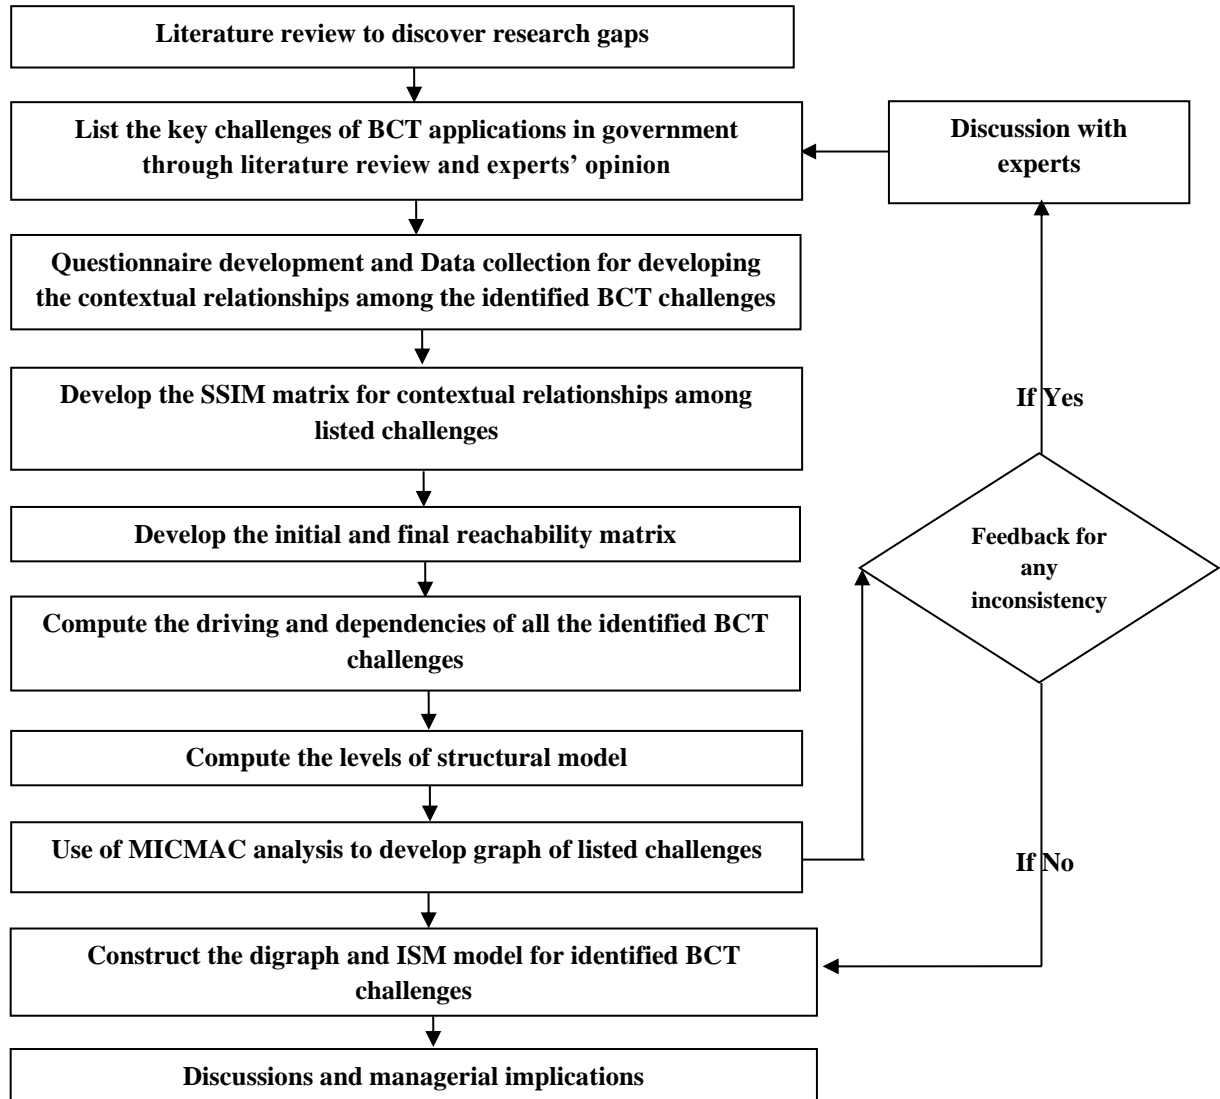 Literature review to discover research gaps
List the key challenges of BCT applications in government
through literature review and experts’ opinion
Discussion with
experts
Questionnaire development and Data collection for developing
the contextual relationships among the identified BCT challenges
Develop the SSIM matrix for contextual relationships among
listed challenges
If Yes
Develop the initial and final reachability matrix
Feedback for
any
inconsistency
Compute the driving and dependencies of all the identified BCT
challenges
Compute the levels of structural model
Use of MICMAC analysis to develop graph of listed challenges
If No
Construct the digraph and ISM model for identified BCT
challenges
Discussions and managerial implications